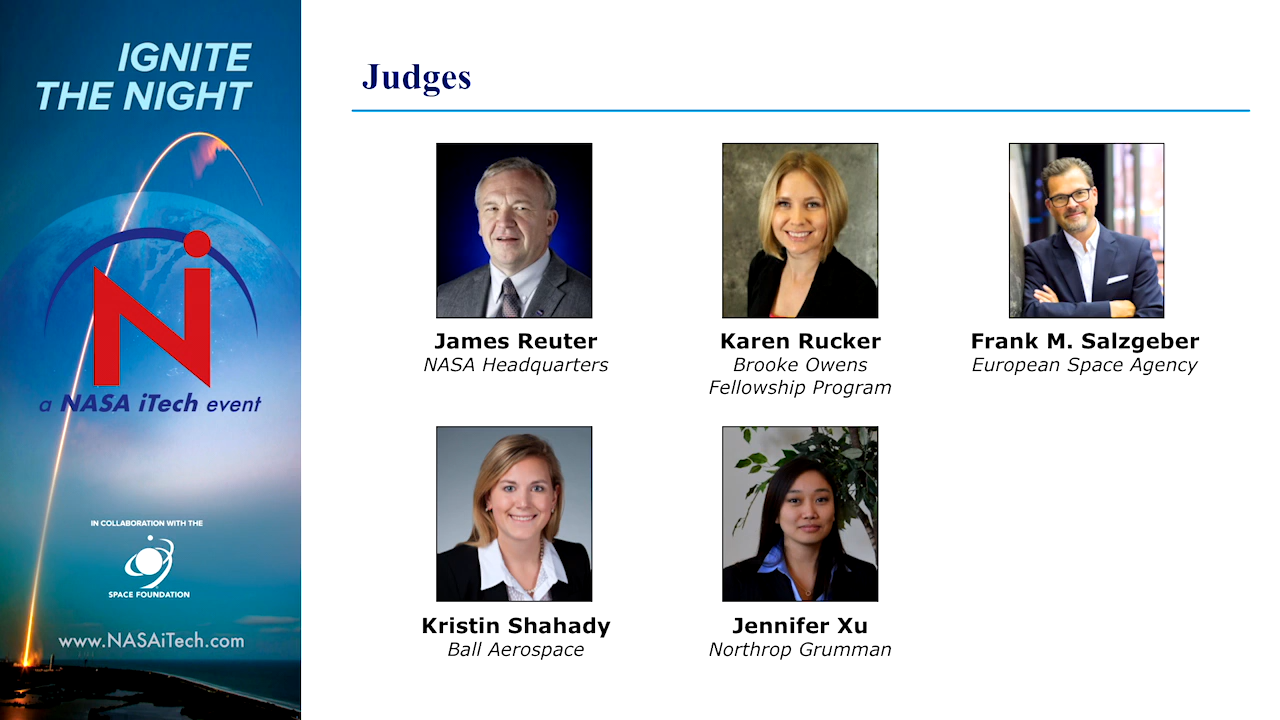 IGNITE
THE NIGHT
Ni
a NASA iTech event
IN COLLABORATION WITH THE
SPACE FOUNDATION
www.NASAiTech.com
Judges
James Reuter
NASA Headquarters
Karen Rucker
Brooke Owens
Fellowship Program
Frank M. Salzgeber
European Space Agency
Kristin Shahady
Ball Aerospace
Jennifer Xu
Northrop Grumman